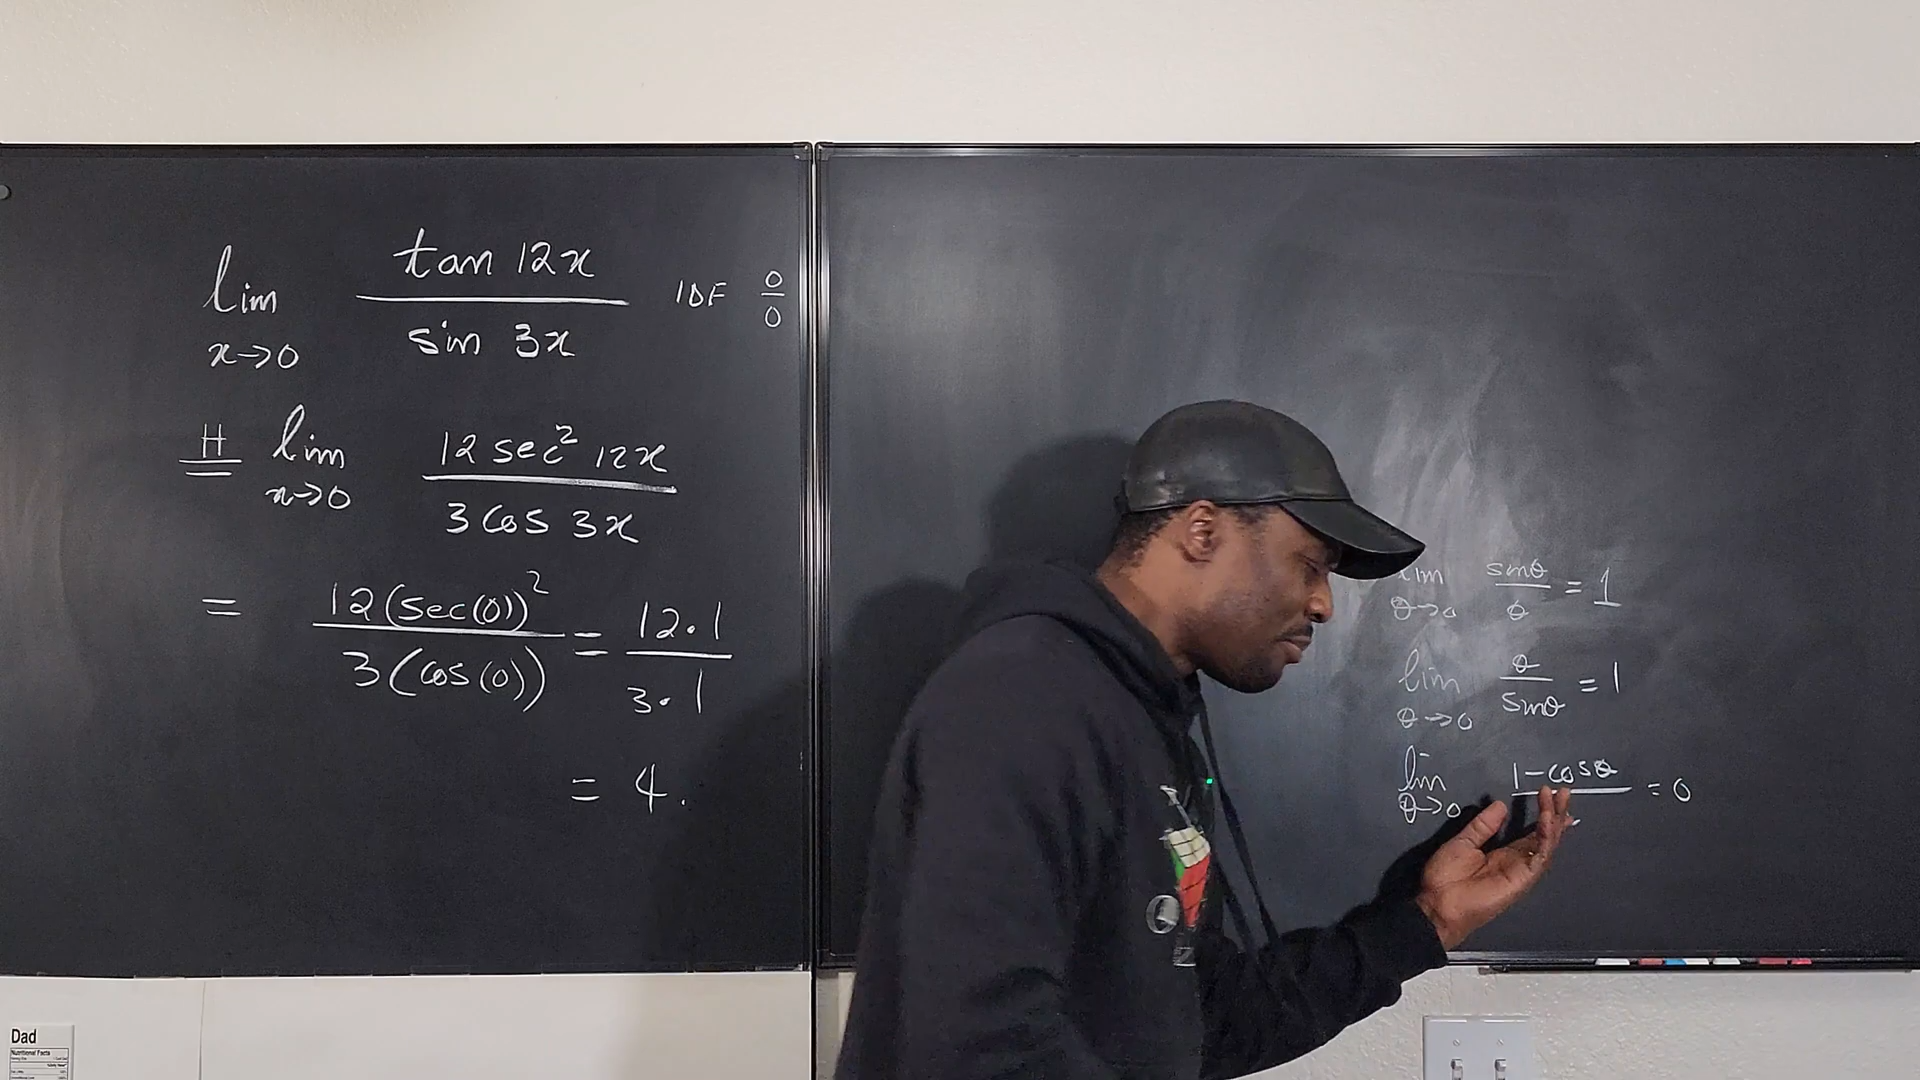 lim x→0 tan 12x / sin 3x IDF 0/0
H= lim x→0 12 sec² 12x / 3 cos 3x
= 12(sec(0))² / 3(cos(0)) = 12·1 / 3·1
= 4.
lim θ→0 sinθ / θ = 1
lim θ→0 θ / sinθ = 1
lim θ→0 1-cosθ = 0
Dad
Nutritional Facts